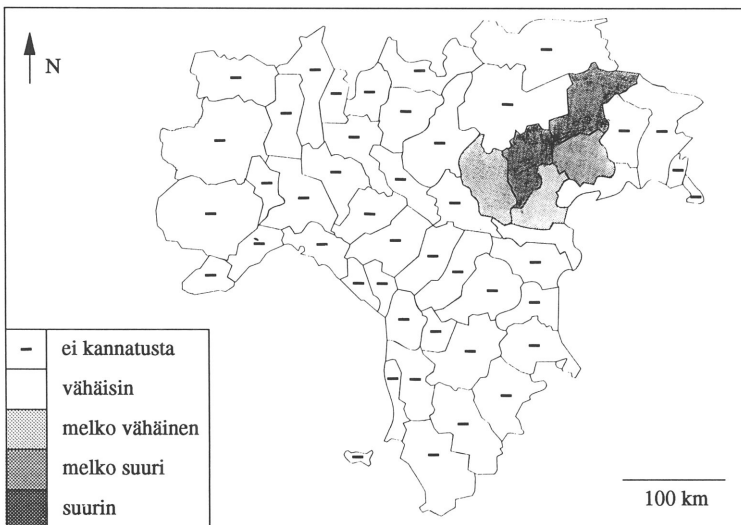 N
ei kannatusta
vähäisin
melko vähäinen
melko suuri
suurin
100 km